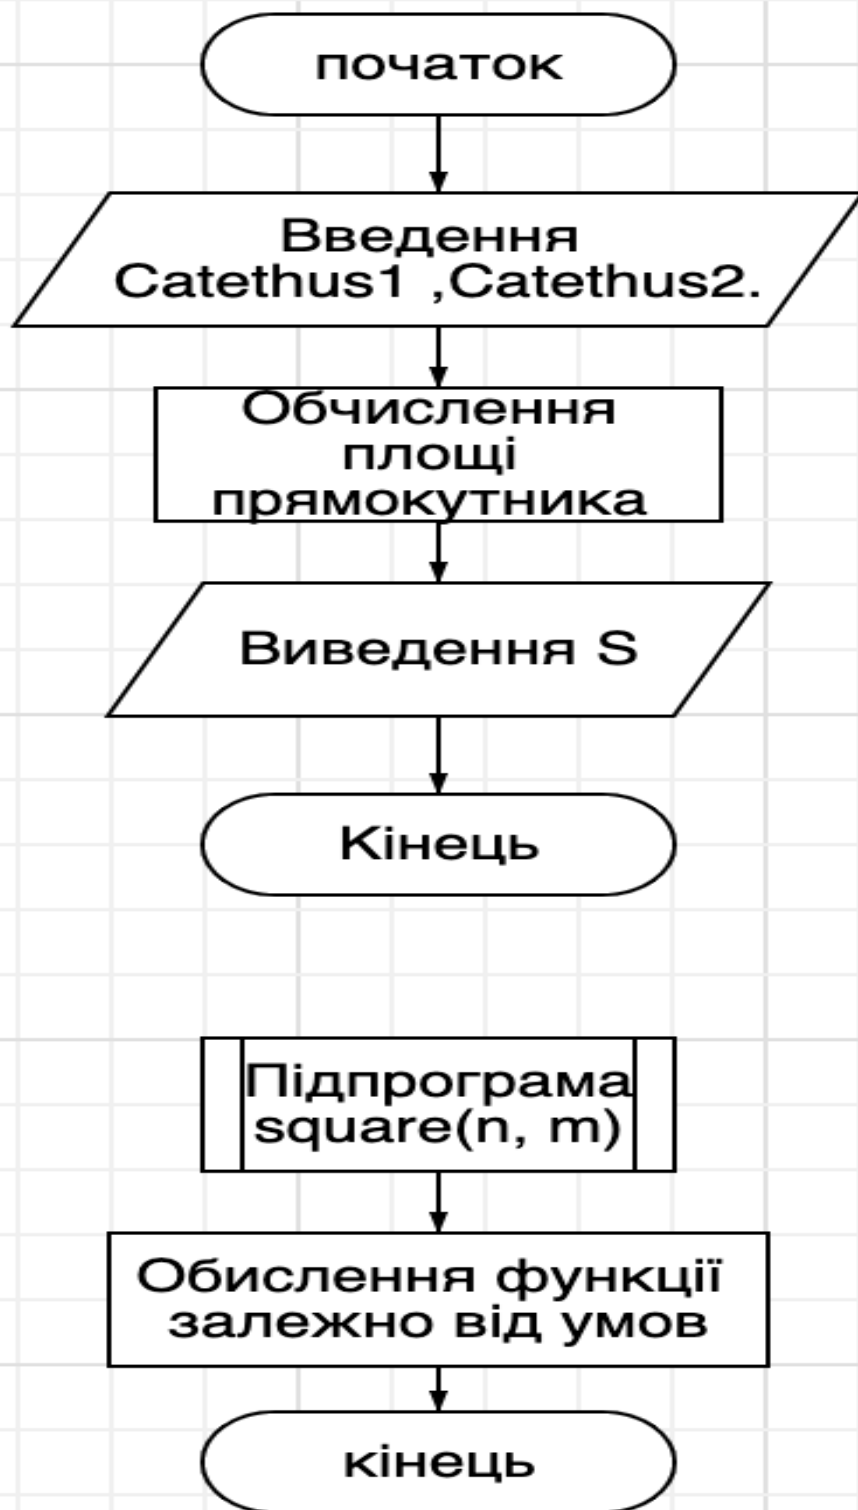 початок
Введення
Catethus1 ,Catethus2.
Обчислення
площі
прямокутника
Виведення S
Кінець
Підпрограма
square(n, m)
Обислення функції
залежно від умов
кінець